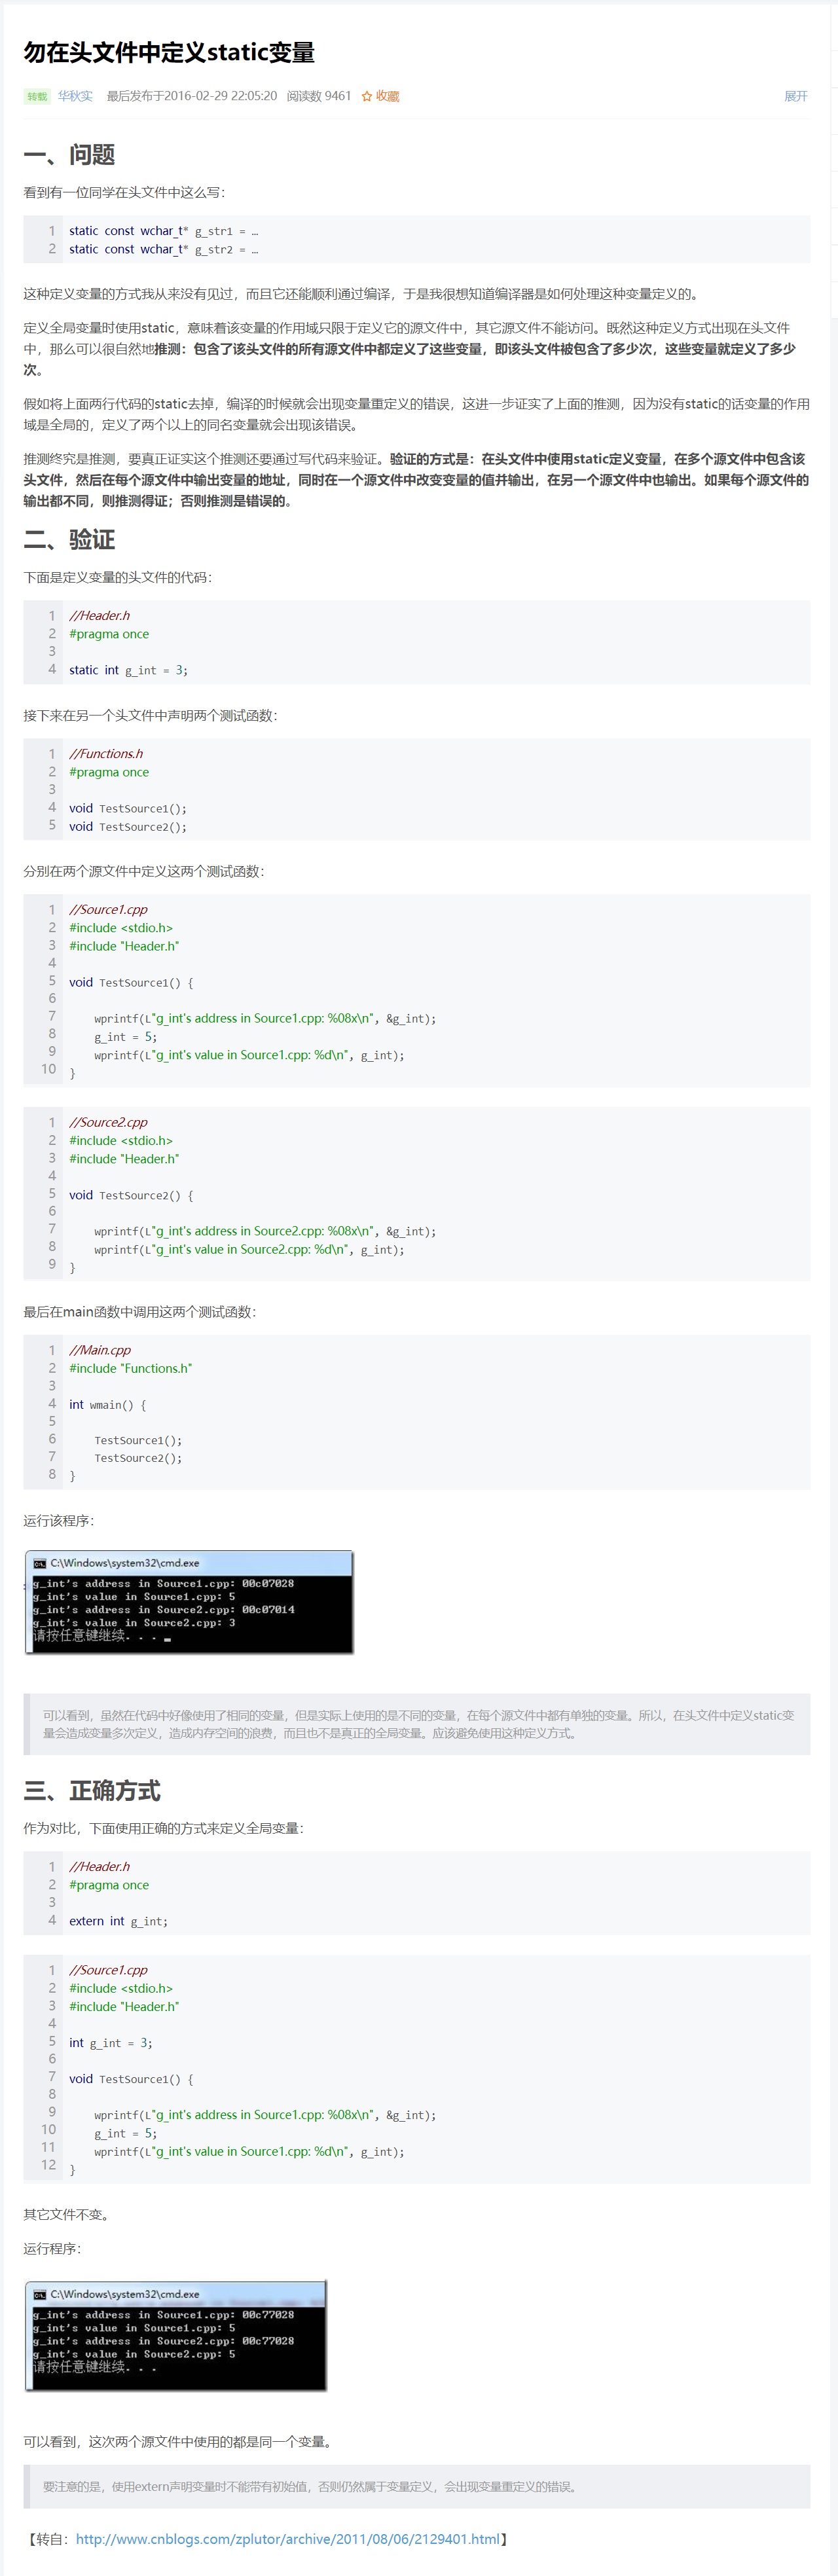 勿在头文件中定义static变量
转载 华秋实 最后发布于2016-02-29 22:05:20 阅读数 9461 ☆ 收藏 展开
一、问题
看到有一位同学在头文件中这么写：
1 static const wchar_t* g_str1 = …
2 static const wchar_t* g_str2 = …
这种定义变量的方式我从来没有见过，而且它还能顺利通过编译，于是我很想知道编译器是如何处理这种变量定义的。
定义全局变量时使用static，意味着该变量的作用域只限于定义它的源文件中，其它源文件不能访问。既然这种定义方式出现在头文件
中，那么可以很自然地推测：包含了该头文件的所有源文件中都定义了这些变量，即该头文件被包含了多少次，这些变量就定义了多少
次。
假如将上面两行代码的static去掉，编译的时候就会出现变量重定义的错误，这进一步证实了上面的推测，因为没有static的话变量的作用
域是全局的，定义了两个以上的同名变量就会出现该错误。
推测终究是推测，要真正证实这个推测还要通过写代码来验证。验证的方式是：在头文件中使用static定义变量，在多个源文件中包含该
头文件，然后在每个源文件中输出变量的地址，同时在一个源文件中改变变量的值并输出，在另一个源文件中也输出。如果每个源文件的
输出都不同，则推测得证；否则推测是错误的。
二、验证
下面是定义变量的头文件的代码：
1 //Header.h
2 #pragma once
3
4 static int g_int = 3;
接下来在另一个头文件中声明两个测试函数：
1 //Functions.h
2 #pragma once
3
4 void TestSource1();
5 void TestSource2();
分别在两个源文件中定义这两个测试函数：
1 //Source1.cpp
2 #include <stdio.h>
3 #include "Header.h"
4
5 void TestSource1() {
6
7 wprintf(L"g_int's address in Source1.cpp: %08x\n", &g_int);
8 g_int = 5;
9 wprintf(L"g_int's value in Source1.cpp: %d\n", g_int);
10 }
1 //Source2.cpp
2 #include <stdio.h>
3 #include "Header.h"
4
5 void TestSource2() {
6
7 wprintf(L"g_int's address in Source2.cpp: %08x\n", &g_int);
8 wprintf(L"g_int's value in Source2.cpp: %d\n", g_int);
9 }
最后在main函数中调用这两个测试函数：
1 //Main.cpp
2 #include "Functions.h"
3
4 int wmain() {
5
6 TestSource1();
7 TestSource2();
8 }
运行该程序：
C:\Windows\system32\cmd.exe
g_int's address in Source1.cpp: 00c07028
g_int's value in Source1.cpp: 5
g_int's address in Source2.cpp: 00c07014
g_int's value in Source2.cpp: 3
请按任意键继续. . .
可以看到，虽然在代码中好像使用了相同的变量，但是实际上使用的是不同的变量，在每个源文件中都有单独的变量。所以，在头文件中定义static变
量会造成变量多次定义，造成内存空间的浪费，而且也不是真正的全局变量。应该避免使用这种定义方式。
三、正确方式
作为对比，下面使用正确的方式来定义全局变量：
1 //Header.h
2 #pragma once
3
4 extern int g_int;
1 //Source1.cpp
2 #include <stdio.h>
3 #include "Header.h"
4
5 int g_int = 3;
6
7 void TestSource1() {
8
9 wprintf(L"g_int's address in Source1.cpp: %08x\n", &g_int);
10 g_int = 5;
11 wprintf(L"g_int's value in Source1.cpp: %d\n", g_int);
12 }
其它文件不变。
运行程序：
C:\Windows\system32\cmd.exe
g_int's address in Source1.cpp: 00c77028
g_int's value in Source1.cpp: 5
g_int's address in Source2.cpp: 00c77028
g_int's value in Source2.cpp: 5
请按任意键继续. . .
可以看到，这次两个源文件中使用的都是同一个变量。
要注意的是，使用extern声明变量时不能带有初始值，否则仍然属于变量定义，会出现变量重定义的错误。
【转自：http://www.cnblogs.com/zplutor/archive/2011/08/06/2129401.html】